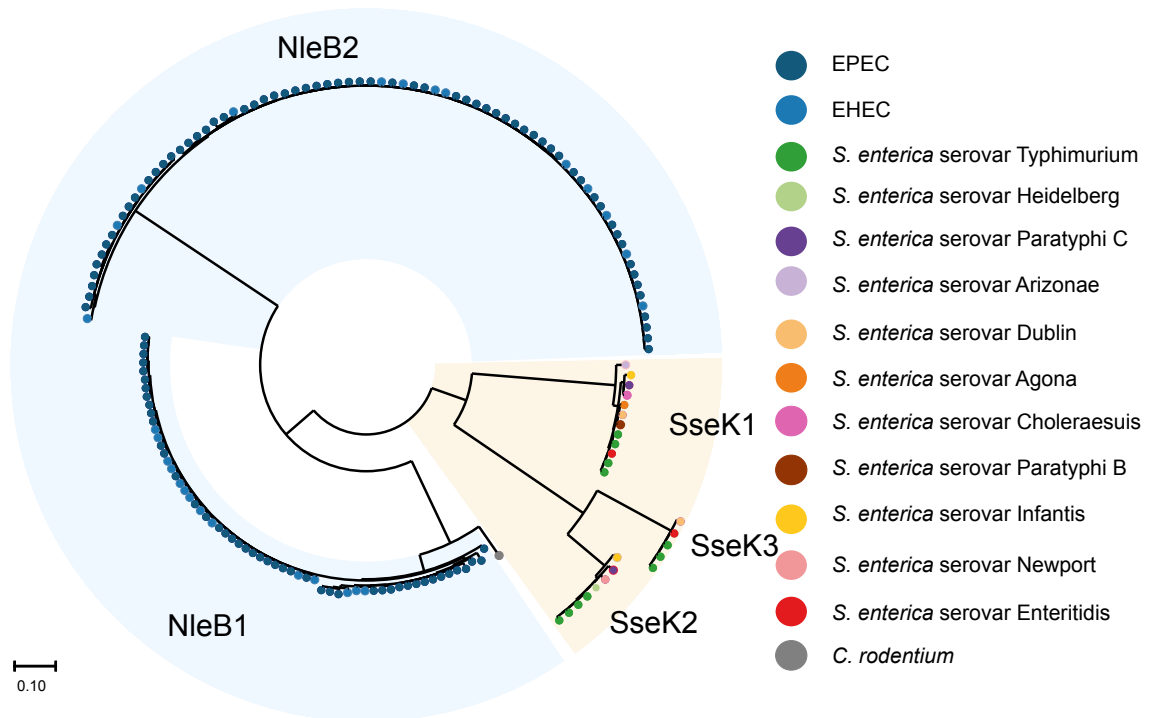 NleB2
NleB1
SseK1
SseK3
SseK2
0.10
EPEC
EHEC
S. enterica serovar Typhimurium
S. enterica serovar Heidelberg
S. enterica serovar Paratyphi C
S. enterica serovar Arizonae
S. enterica serovar Dublin
S. enterica serovar Agona
S. enterica serovar Choleraesuis
S. enterica serovar Paratyphi B
S. enterica serovar Infantis
S. enterica serovar Newport
S. enterica serovar Enteritidis
C. rodentium